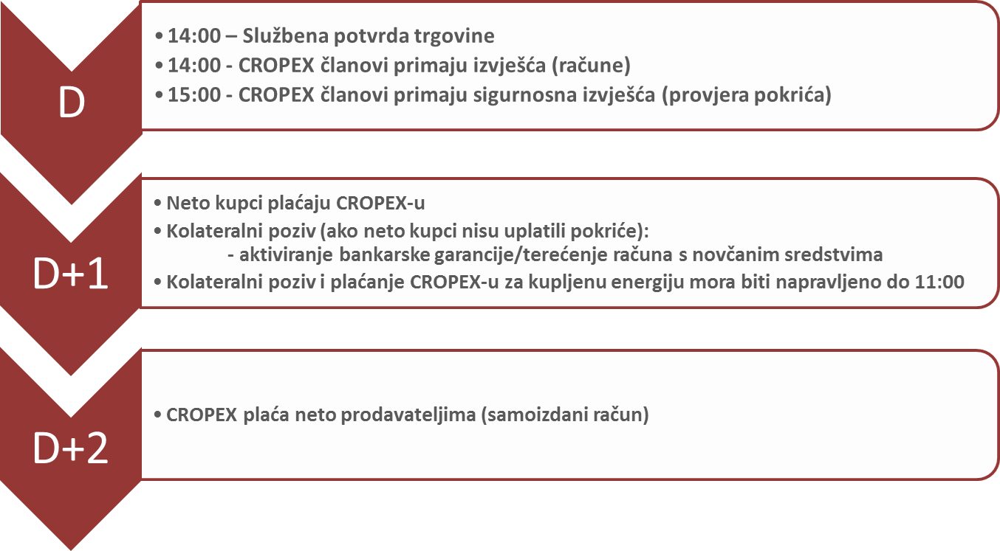 D
• 14:00 – Službena potvrda trgovine
• 14:00 - CROPEX članovi primaju izvješća (račune)
• 15:00 - CROPEX članovi primaju sigurnosna izvješća (provjera pokrića)
D+1
• Neto kupci plaćaju CROPEX-u
• Kolateralni poziv (ako neto kupci nisu uplatili pokriće):
- aktiviranje bankarske garancije/terećenje računa s novčanim sredstvima
• Kolateralni poziv i plaćanje CROPEX-u za kupljenu energiju mora biti napravljeno do 11:00
D+2
• CROPEX plaća neto prodavateljima (samoizdani račun)